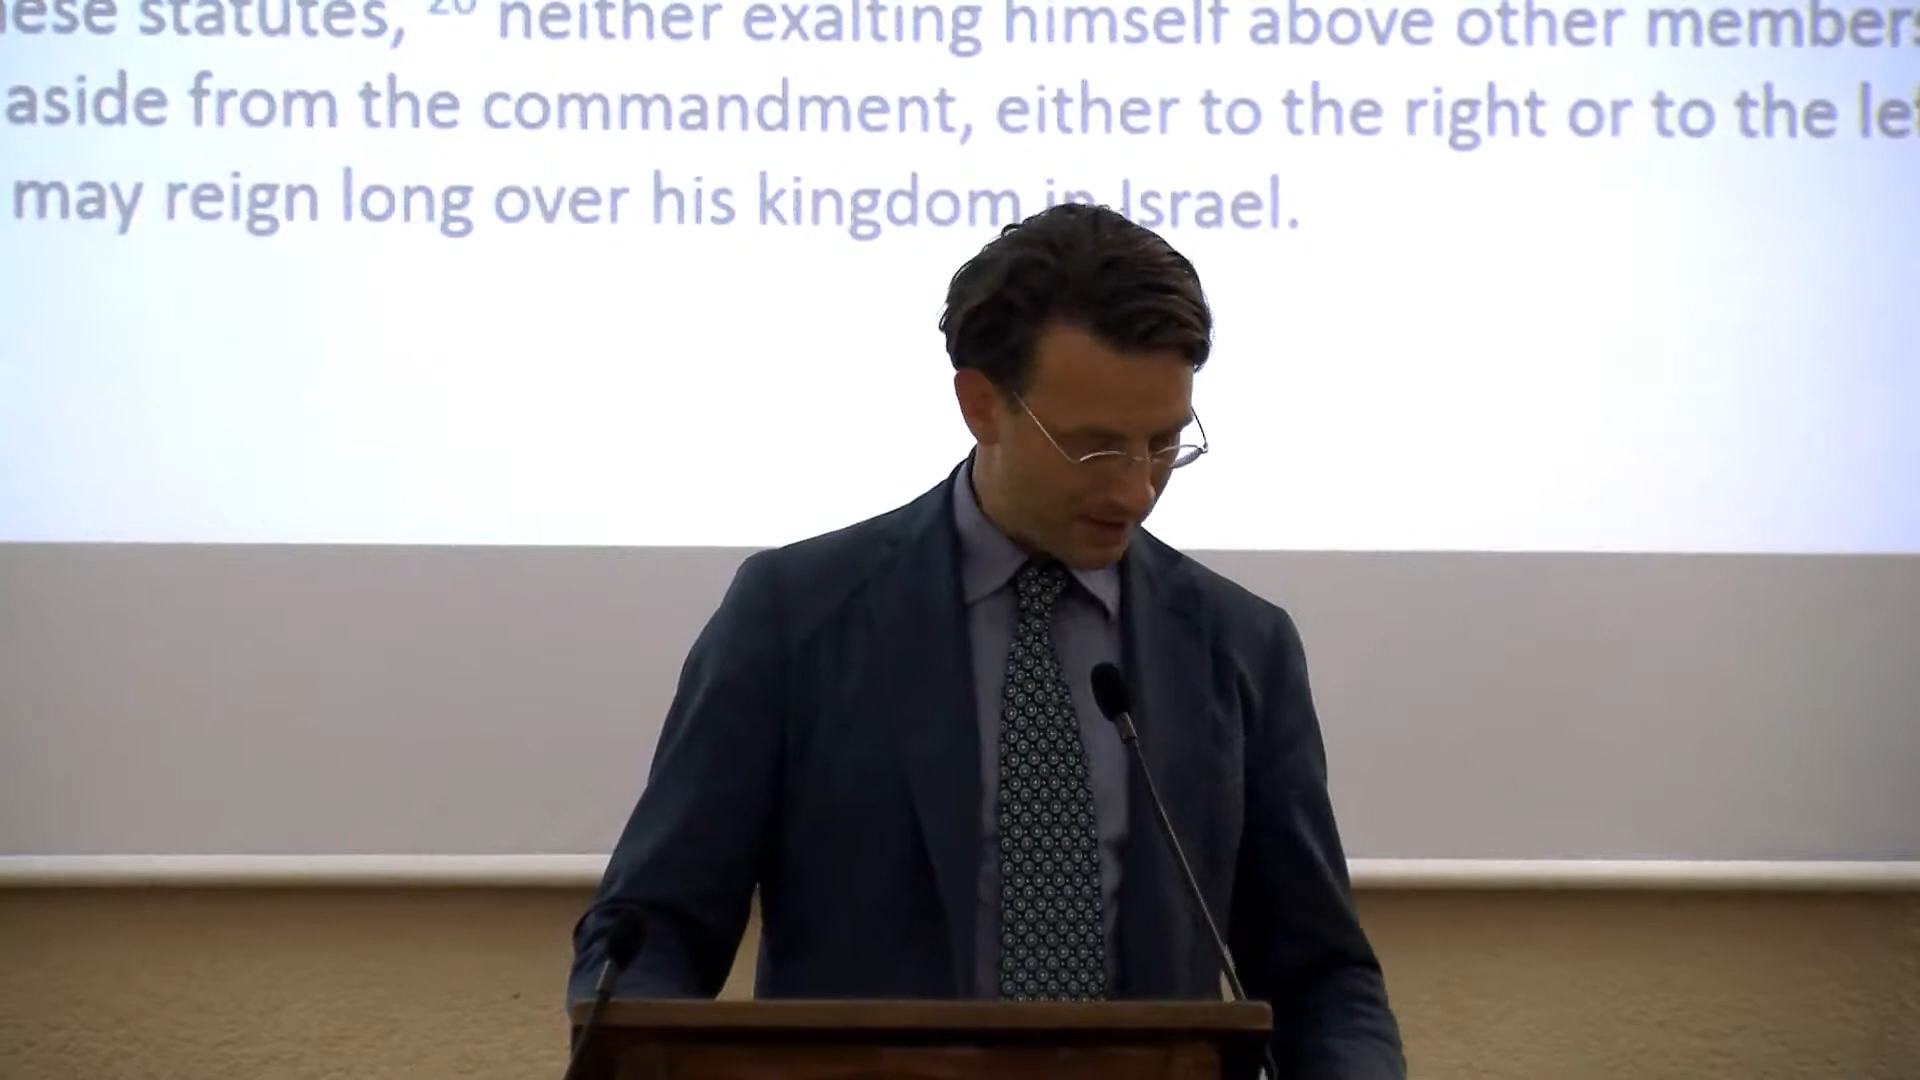 statutes, 20 neither exalting himself above other members
aside from the commandment, either to the right or to the
may reign long over his kingdom in Israel.